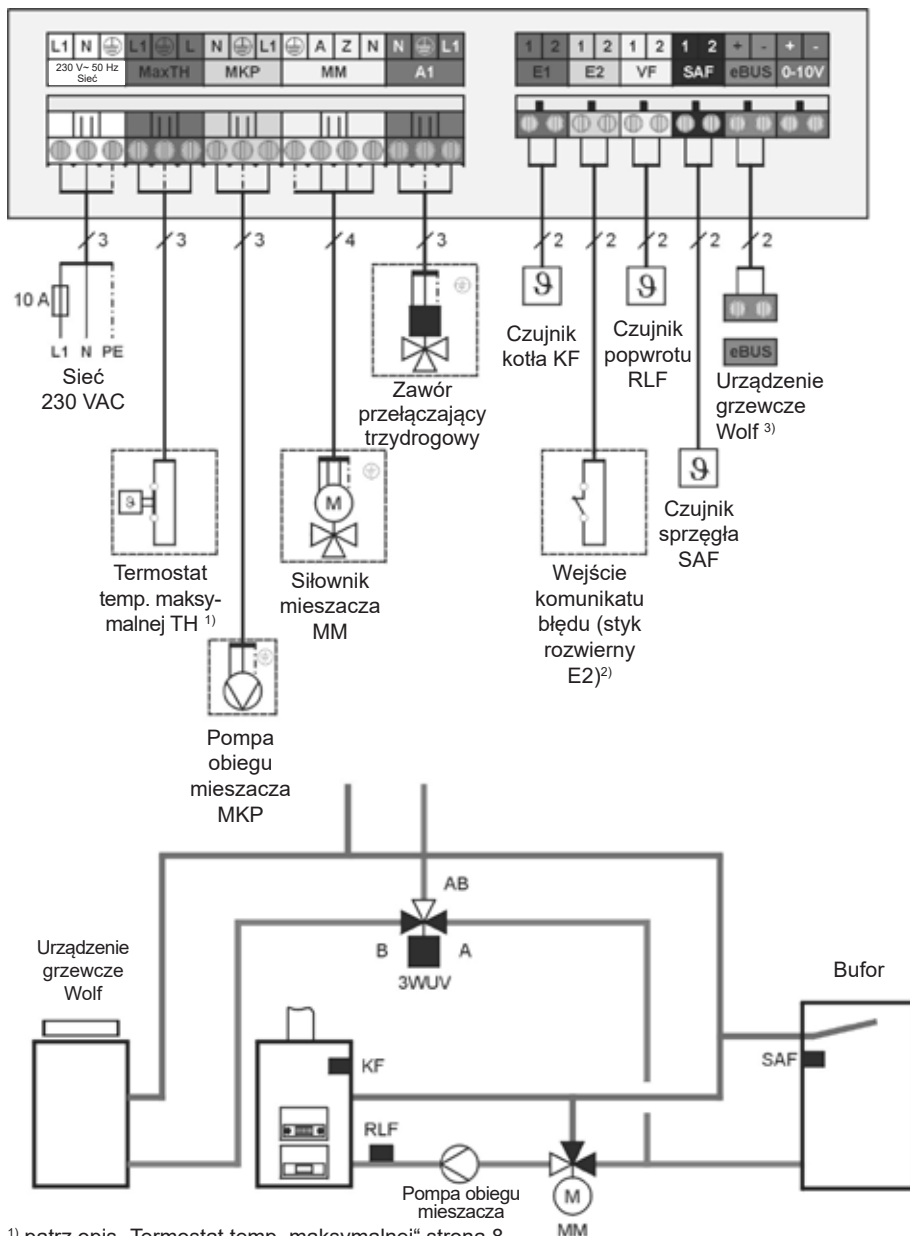 L1 N L1 L N L1 A Z N N L1 1 2 1 2 1 2 1 2 + - + -
230 V~ 50 Hz
Sieć
MaxTH MKP MM A1 E1 E2 VF SAF eBUS 0-10V
3 3 3 4 3 2 2 2 2 2
10 A
L1 N PE
Sieć
230 VAC
Zawór
przełączający
trzydrogowy
ϑ
Czujnik
kotła KF
ϑ
Czujnik
popwrotu
RLF
eBUS
Urządzenie
grzewcze
Wolf 3)
ϑ
Termostat
temp. maksy-
malnej TH 1)
M
Siłownik
mieszacza
MM
Wejście
komunikatu
błędu (styk
rozwierny
E2)2)
ϑ
Czujnik
sprzęgła
SAF
Pompa
obiegu
mieszacza
MKP
AB
B A
3WUV
Urządzenie
grzewcze
Wolf
Bufor
KF
SAF
RLF
Pompa obiegu
mieszacza
M
MM
1) patrz opis „Termostat temp. maksymalnej“ strona 8